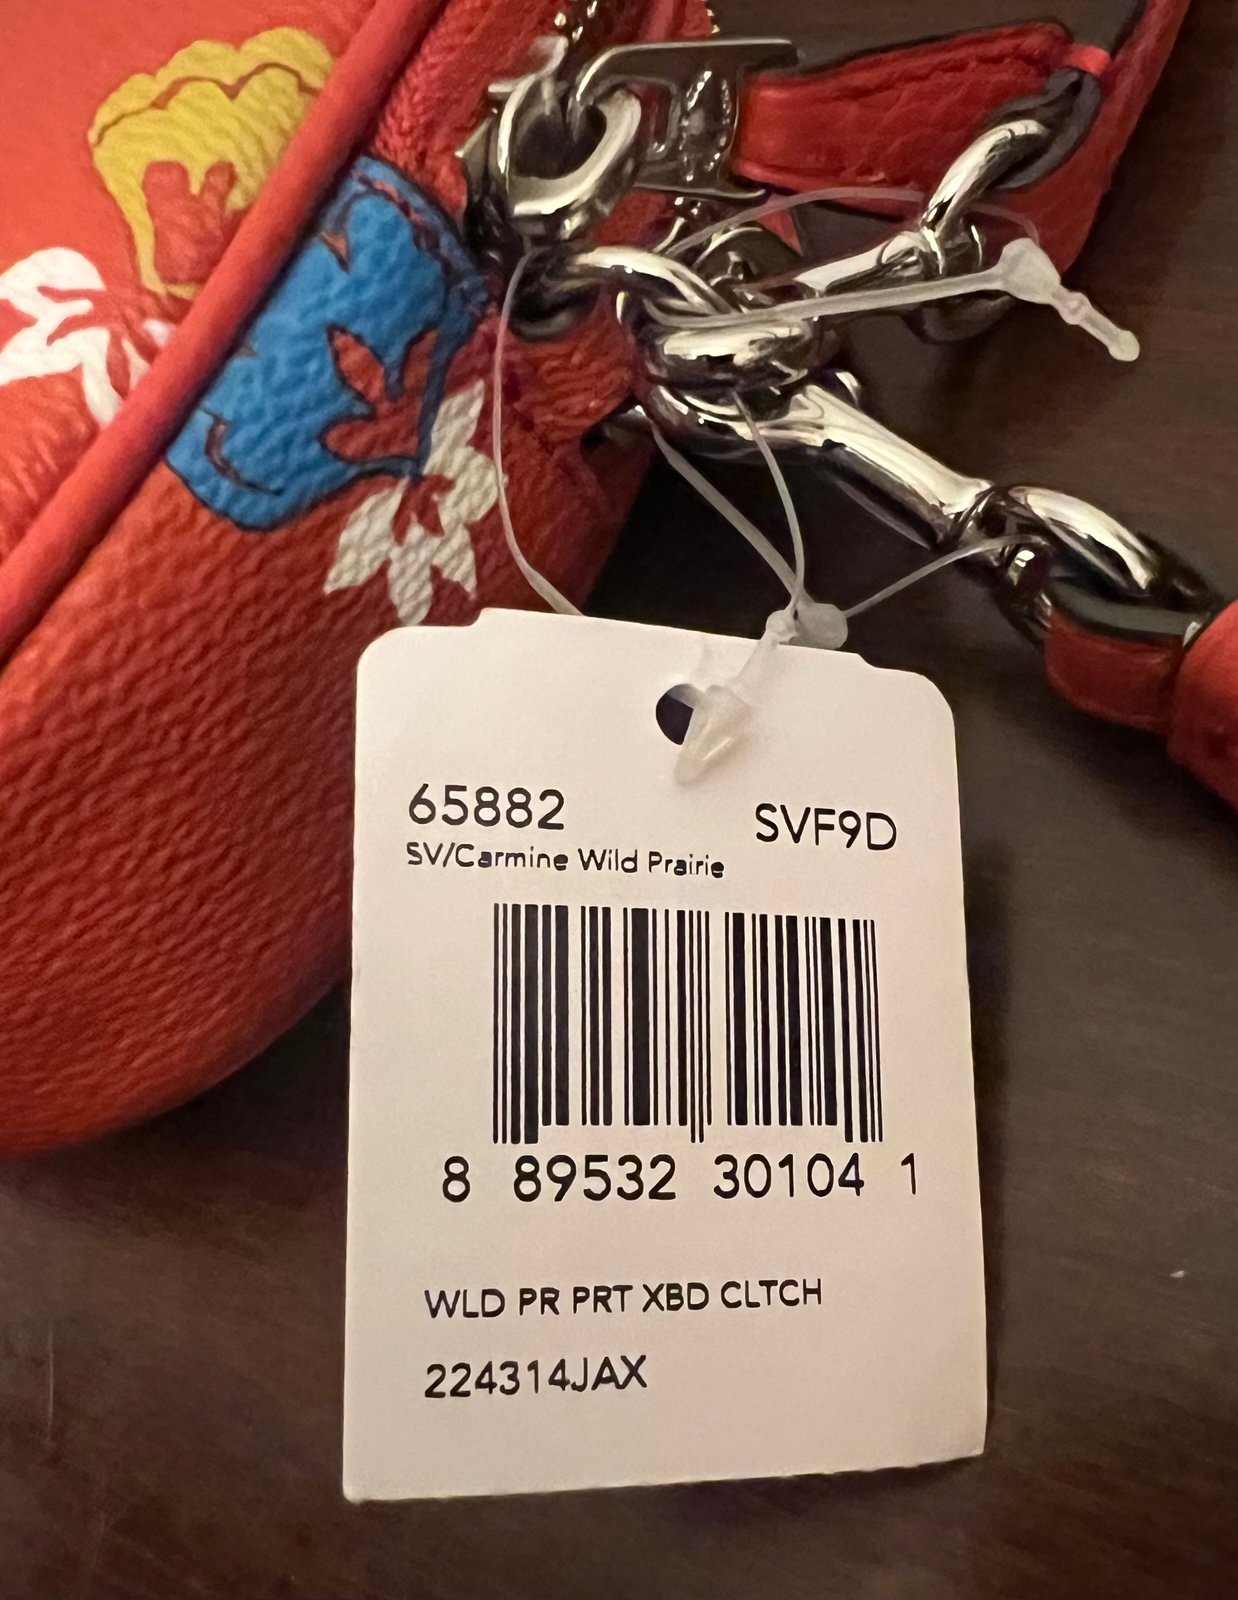 65882 SVF9D
SV/Carmine Wild Prairie
8 89532 30104 1
WLD PR PRT XBD CLTCH
224314JAX